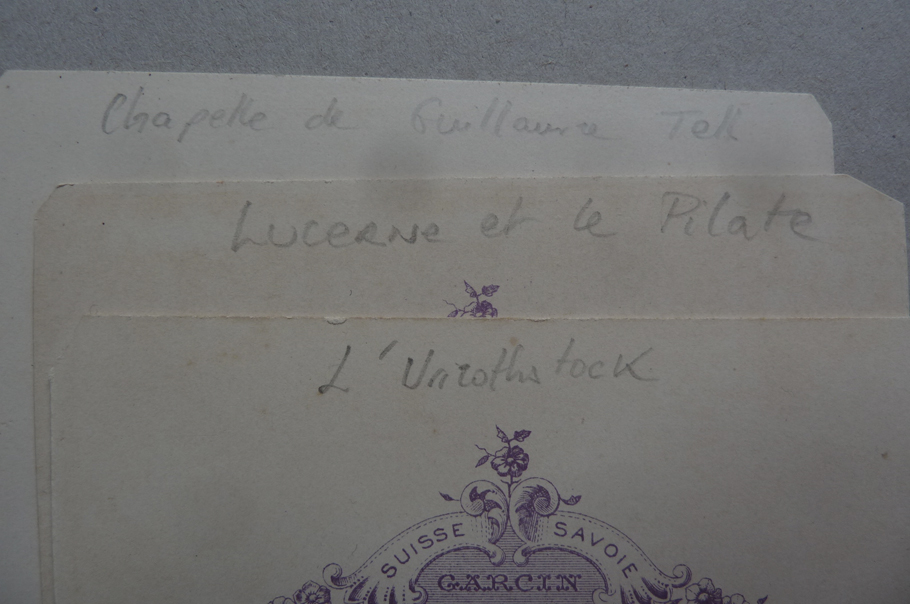 Chapelle de Guillaume Tell
LUCERNE et le Pilate
L'Urirothstock
SUISSE SAVOIE
GARCIN